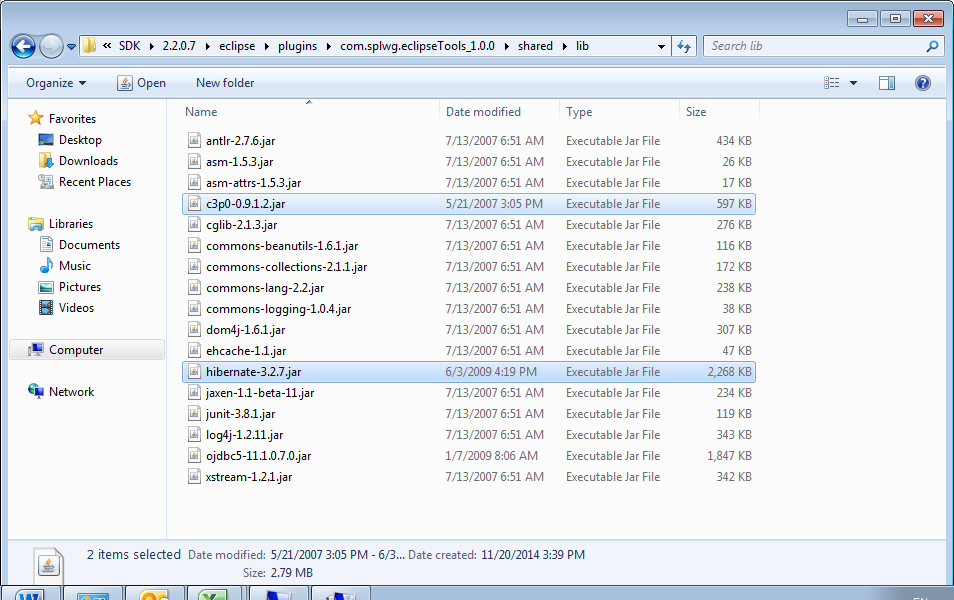 « SDK ▸ 2.2.0.7 ▸ eclipse ▸ plugins ▸ com.splwg.eclipseTools_1.0.0 ▸ shared ▸ lib
Search lib
Organize Open New folder
Favorites
Desktop
Downloads
Recent Places
Libraries
Documents
Music
Pictures
Videos
Computer
Network
Name Date modified Type Size
antlr-2.7.6.jar 7/13/2007 6:51 AM Executable Jar File 434 KB
asm-1.5.3.jar 7/13/2007 6:51 AM Executable Jar File 26 KB
asm-attrs-1.5.3.jar 7/13/2007 6:51 AM Executable Jar File 17 KB
c3p0-0.9.1.2.jar 5/21/2007 3:05 PM Executable Jar File 597 KB
cglib-2.1.3.jar 7/13/2007 6:51 AM Executable Jar File 276 KB
commons-beanutils-1.6.1.jar 7/13/2007 6:51 AM Executable Jar File 116 KB
commons-collections-2.1.1.jar 7/13/2007 6:51 AM Executable Jar File 172 KB
commons-lang-2.2.jar 7/13/2007 6:51 AM Executable Jar File 238 KB
commons-logging-1.0.4.jar 7/13/2007 6:51 AM Executable Jar File 38 KB
dom4j-1.6.1.jar 7/13/2007 6:51 AM Executable Jar File 307 KB
ehcache-1.1.jar 7/13/2007 6:51 AM Executable Jar File 47 KB
hibernate-3.2.7.jar 6/3/2009 4:19 PM Executable Jar File 2,268 KB
jaxen-1.1-beta-11.jar 7/13/2007 6:51 AM Executable Jar File 234 KB
junit-3.8.1.jar 7/13/2007 6:51 AM Executable Jar File 119 KB
log4j-1.2.11.jar 7/13/2007 6:51 AM Executable Jar File 343 KB
ojdbc5-11.1.0.7.0.jar 1/7/2009 8:06 AM Executable Jar File 1,847 KB
xstream-1.2.1.jar 7/13/2007 6:51 AM Executable Jar File 342 KB
2 items selected Date modified: 5/21/2007 3:05 PM - 6/3... Date created: 11/20/2014 3:39 PM
Size: 2.79 MB